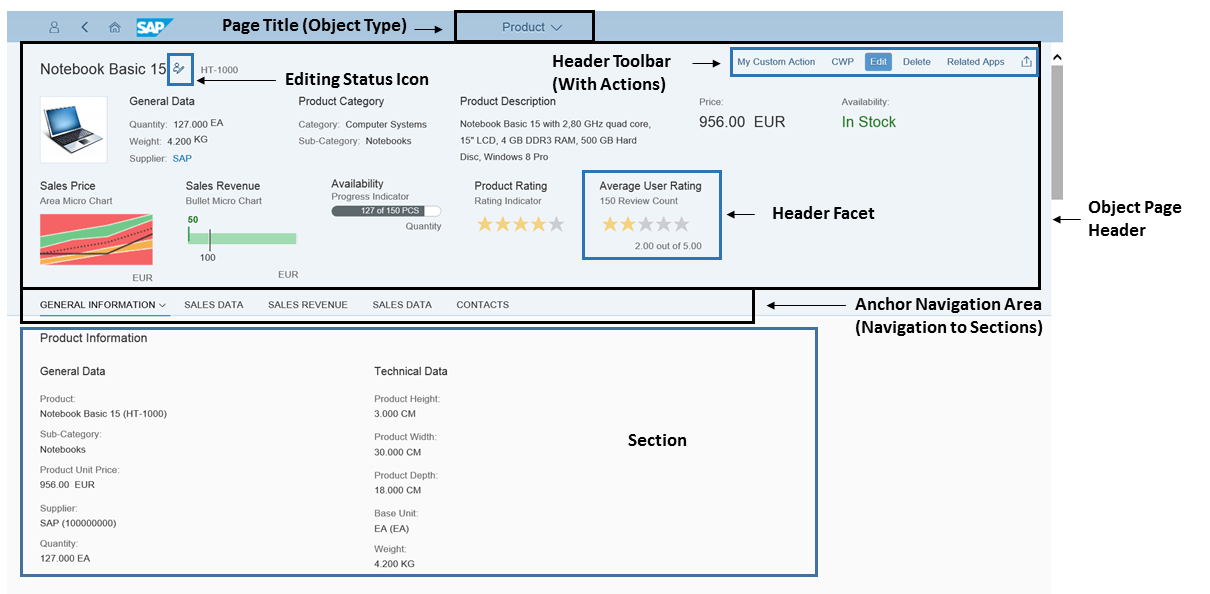 SAP
Page Title (Object Type)
Product
Notebook Basic 15
HT-1000
Editing Status Icon
Header Toolbar
(With Actions)
My Custom Action
CWP
Edit
Delete
Related Apps
General Data
Quantity: 127.000 EA
Weight: 4.200 KG
Supplier: SAP
Product Category
Category: Computer Systems
Sub-Category: Notebooks
Product Description
Notebook Basic 15 with 2,80 GHz quad core,
15" LCD, 4 GB DDR3 RAM, 500 GB Hard
Disc, Windows 8 Pro
Price:
956.00 EUR
Availability:
In Stock
Sales Price
Area Micro Chart
EUR
Sales Revenue
Bullet Micro Chart
50
100
EUR
Availability
Progress Indicator
127 of 150 PCS
Quantity
Product Rating
Rating Indicator
Average User Rating
150 Review Count
2.00 out of 5.00
Header Facet
Object Page
Header
GENERAL INFORMATION
SALES DATA
SALES REVENUE
SALES DATA
CONTACTS
Anchor Navigation Area
(Navigation to Sections)
Product Information
General Data
Product:
Notebook Basic 15 (HT-1000)
Sub-Category:
Notebooks
Product Unit Price:
956.00 EUR
Supplier:
SAP (100000000)
Quantity:
127.000 EA
Technical Data
Product Height:
3.000 CM
Product Width:
30.000 CM
Product Depth:
18.000 CM
Base Unit:
EA (EA)
Weight:
4.200 KG
Section